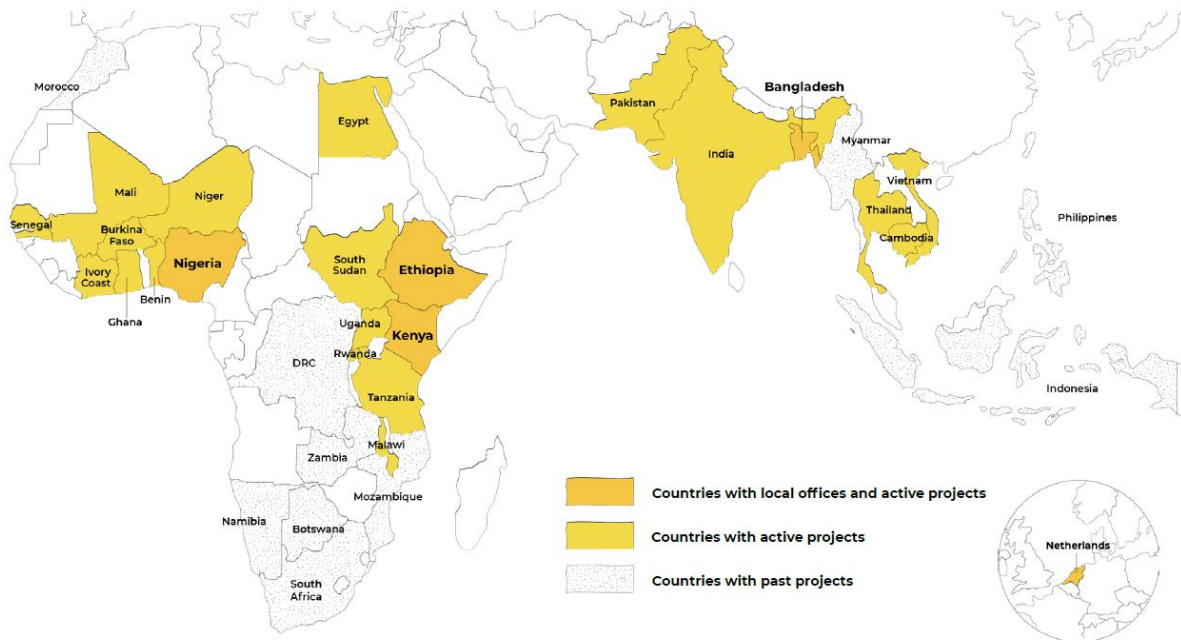 Morocco
Egypt
Pakistan
Bangladesh
India
Myanmar
Vietnam
Thailand
Cambodia
Philippines
Indonesia
Mali
Niger
Senegal
Burkina
Faso
Ivory
Coast
Nigeria
Benin
Ghana
South
Sudan
Ethiopia
Uganda
Kenya
Rwanda
DRC
Tanzania
Malawi
Zambia
Mozambique
Namibia
Botswana
South
Africa
Countries with local offices and active projects
Countries with active projects
Countries with past projects
Netherlands